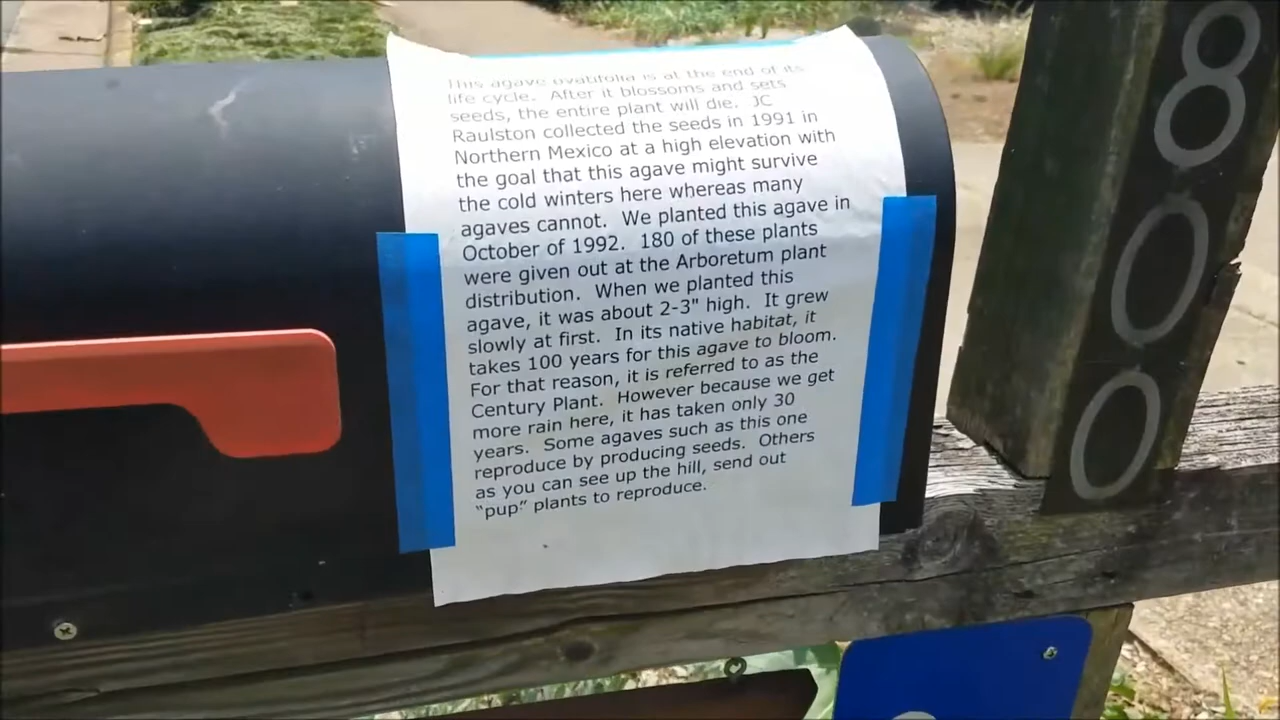 This agave ovatifolia is at the end of its
life cycle. After it blossoms and sets
seeds, the entire plant will die. JC
Raulston collected the seeds in 1991 in
Northern Mexico at a high elevation with
the goal that this agave might survive
the cold winters here whereas many
agaves cannot. We planted this agave in
October of 1992. 180 of these plants
were given out at the Arboretum plant
distribution. When we planted this
agave, it was about 2-3" high. It grew
slowly at first. In its native habitat, it
takes 100 years for this agave to bloom.
For that reason, it is referred to as the
Century Plant. However because we get
more rain here, it has taken only 30
years. Some agaves such as this one
reproduce by producing seeds. Others
as you can see up the hill, send out
“pup” plants to reproduce.
8
0
0